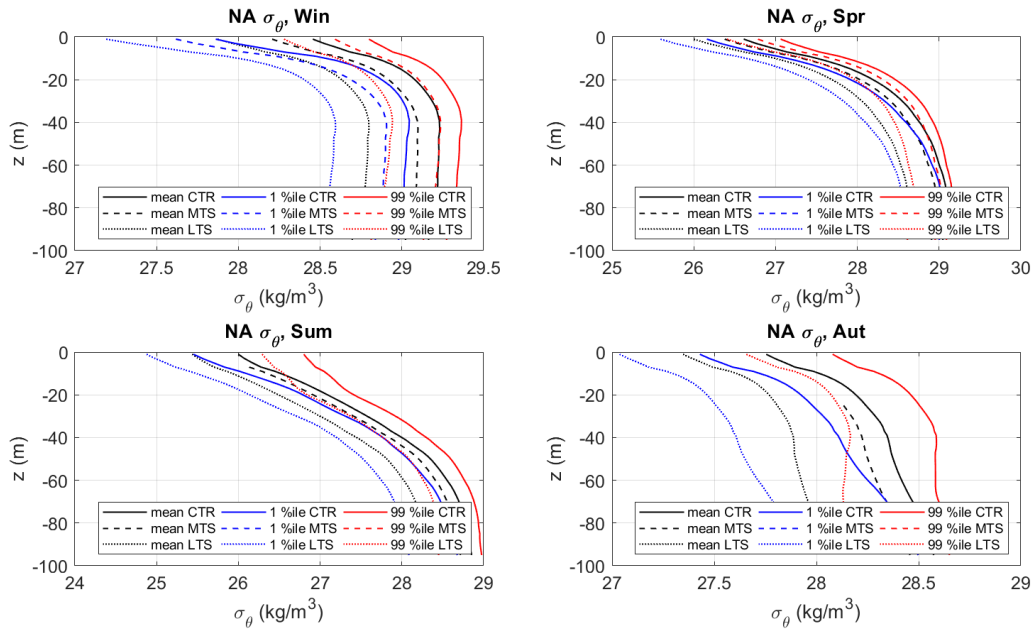 NA σθ, Win
0
-20
-40
-60
-80
-100
z (m)
mean CTR 1 %ile CTR 99 %ile CTR
mean MTS 1 %ile MTS 99 %ile MTS
mean LTS 1 %ile LTS 99 %ile LTS
27 27.5 28 28.5 29 29.5
σθ (kg/m³)
NA σθ, Spr
0
-20
-40
-60
-80
-100
z (m)
mean CTR 1 %ile CTR 99 %ile CTR
mean MTS 1 %ile MTS 99 %ile MTS
mean LTS 1 %ile LTS 99 %ile LTS
25 26 27 28 29 30
σθ (kg/m³)
NA σθ, Sum
0
-20
-40
-60
-80
-100
z (m)
mean CTR 1 %ile CTR 99 %ile CTR
mean MTS 1 %ile MTS 99 %ile MTS
mean LTS 1 %ile LTS 99 %ile LTS
24 25 26 27 28 29
σθ (kg/m³)
NA σθ, Aut
0
-20
-40
-60
-80
-100
z (m)
mean CTR 1 %ile CTR 99 %ile CTR
mean MTS 1 %ile MTS 99 %ile MTS
mean LTS 1 %ile LTS 99 %ile LTS
27 27.5 28 28.5 29
σθ (kg/m³)